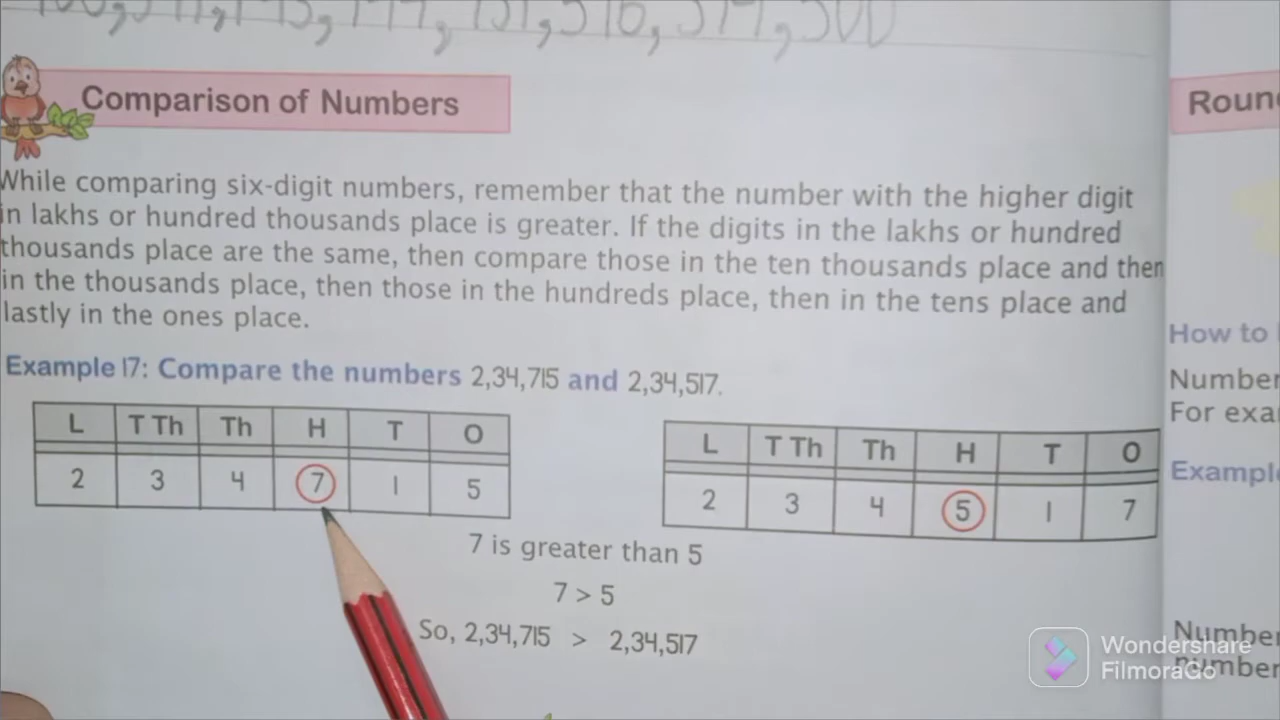 Comparison of Numbers
While comparing six-digit numbers, remember that the number with the higher digit
in lakhs or hundred thousands place is greater. If the digits in the lakhs or hundred
thousands place are the same, then compare those in the ten thousands place and then
in the thousands place, then those in the hundreds place, then in the tens place and
lastly in the ones place.
Example 17: Compare the numbers 2,34,715 and 2,34,517.
L T Th Th H T O
2 3 4 7 1 5
L T Th Th H T O
2 3 4 5 1 7
7 is greater than 5
7 > 5
So, 2,34,715 > 2,34,517
How to
Number
For exa
Example
Number
number
Wondershare
FilmoraGo